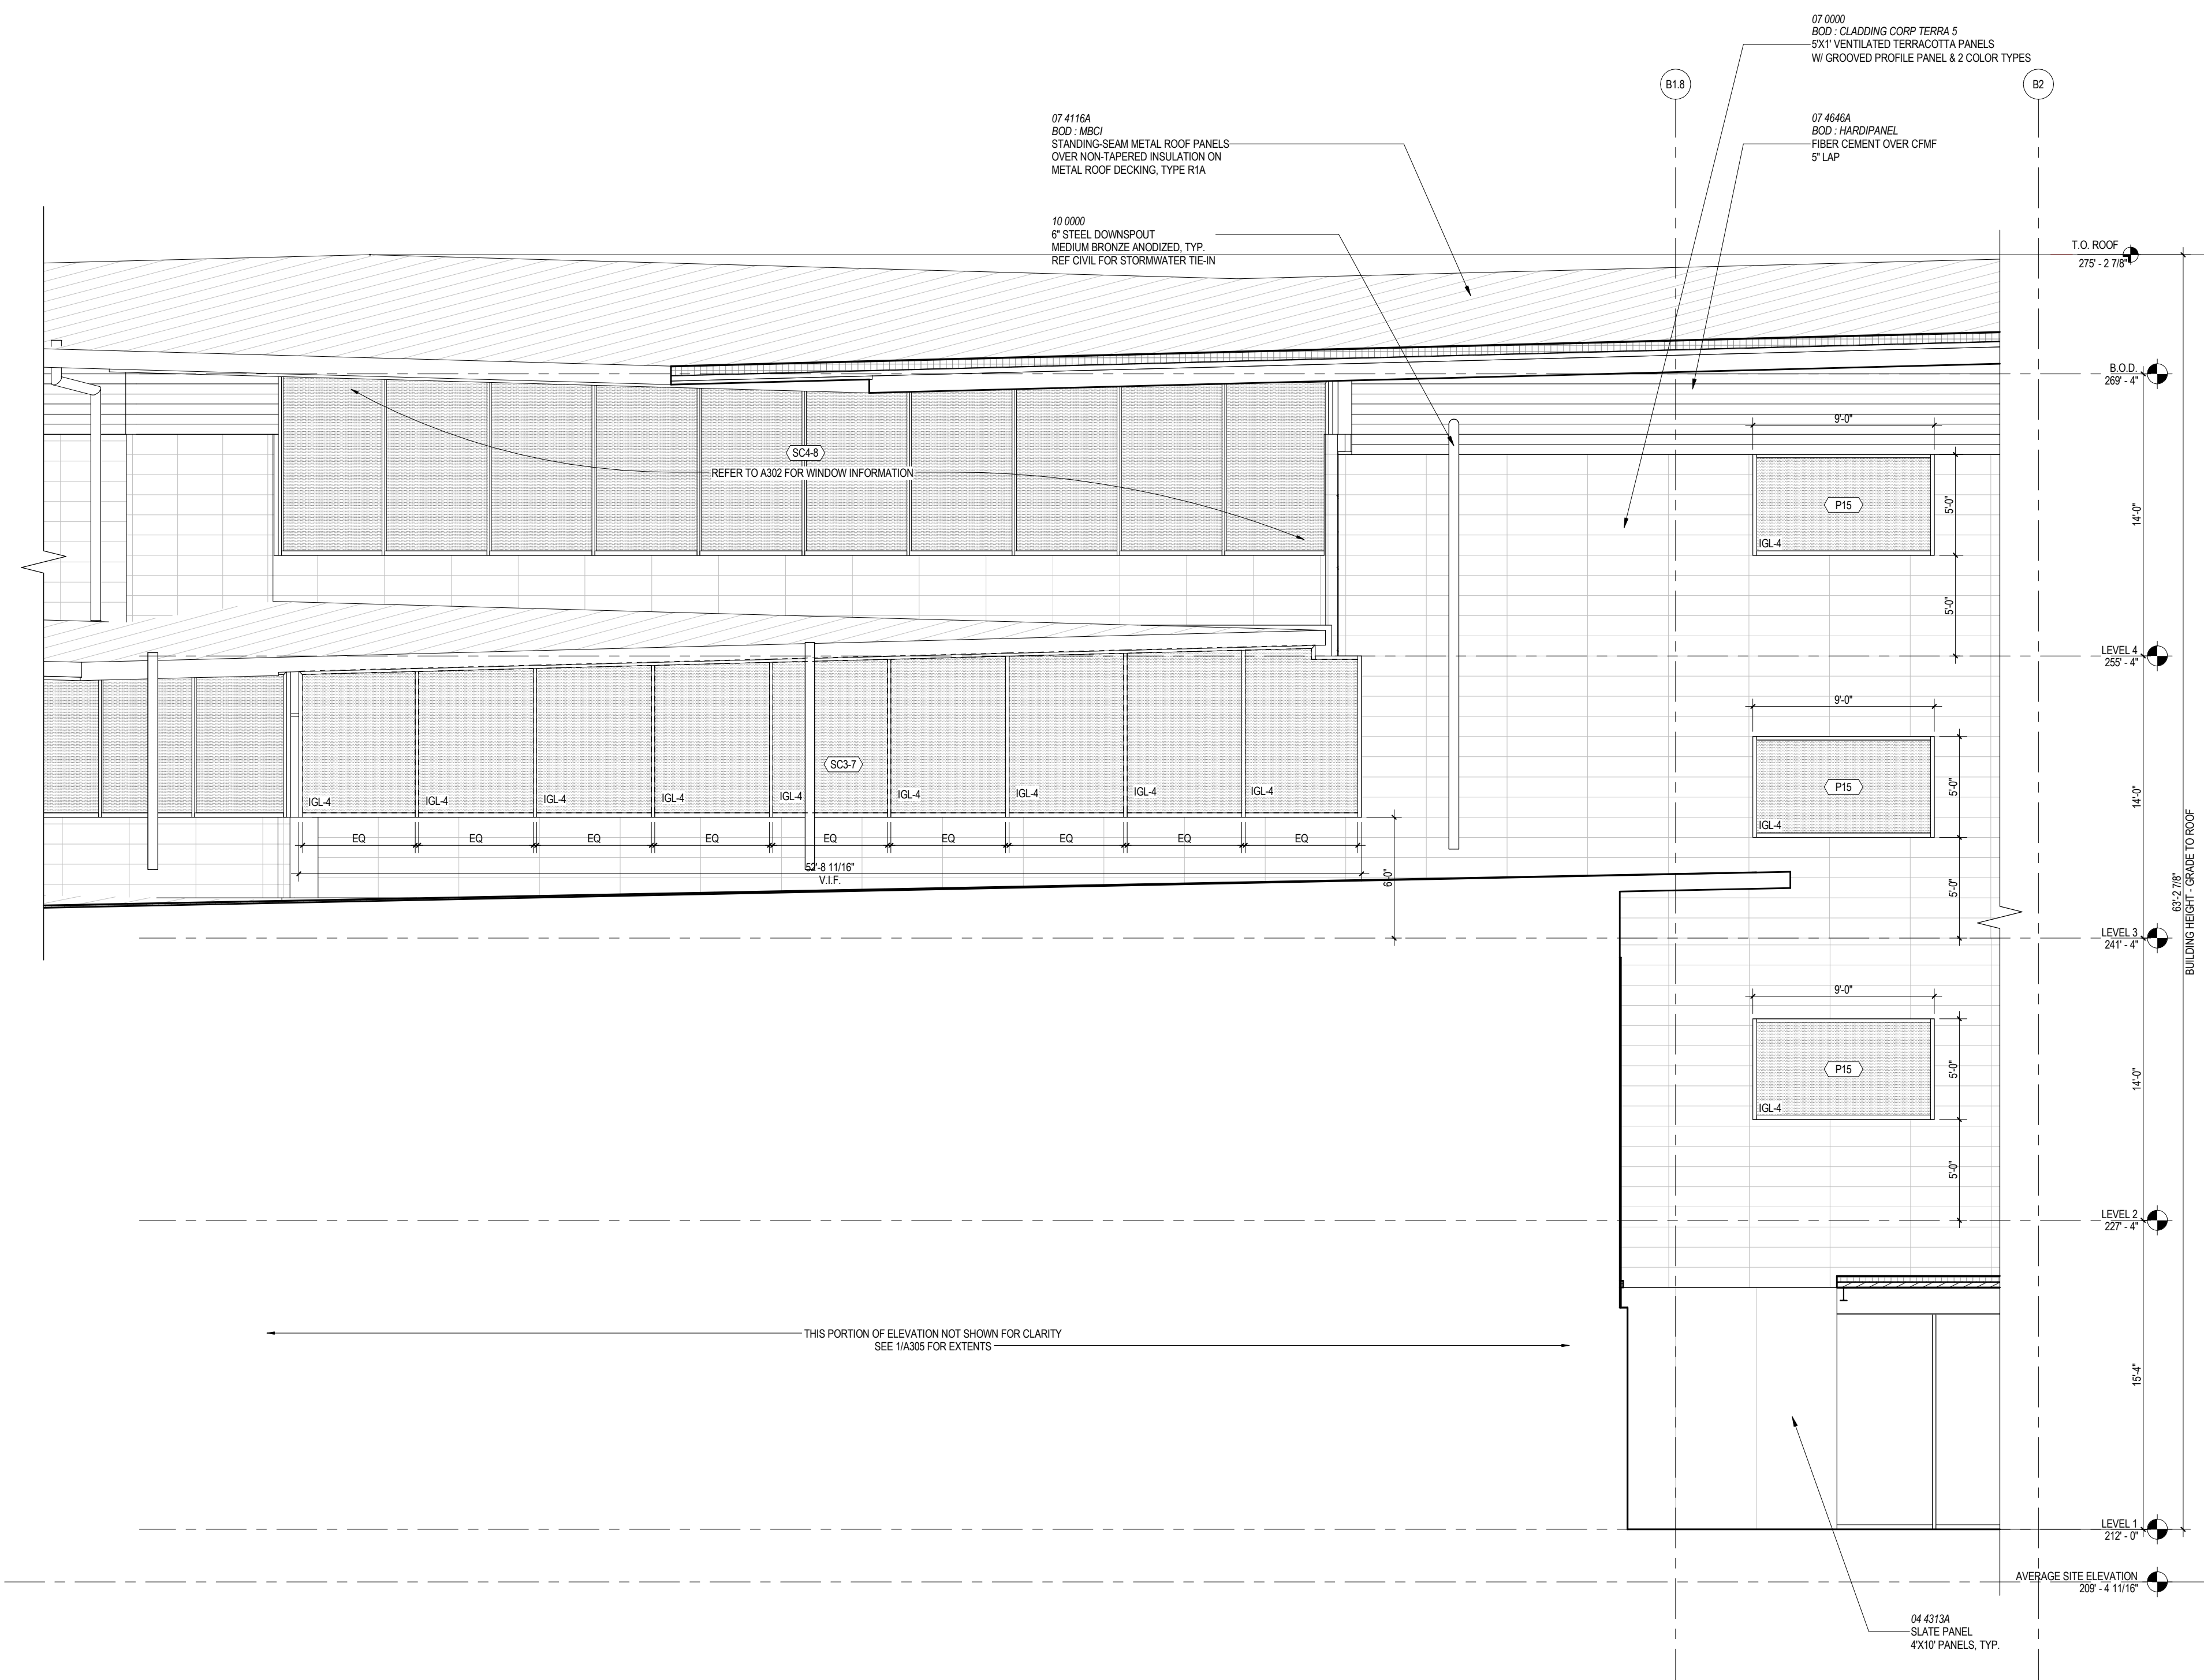 07 0000
BOD : CLADDING CORP TERRA 5
5'X1' VENTILATED TERRACOTTA PANELS
W/ GROOVED PROFILE PANEL & 2 COLOR TYPES
B1.8
B2
07 4116A
BOD : MBCI
STANDING-SEAM METAL ROOF PANELS
OVER NON-TAPERED INSULATION ON
METAL ROOF DECKING, TYPE R1A
07 4646A
BOD : HARDIPANEL
FIBER CEMENT OVER CFMF
5" LAP
10 0000
6" STEEL DOWNSPOUT
MEDIUM BRONZE ANODIZED, TYP.
REF CIVIL FOR STORMWATER TIE-IN
T.O. ROOF
275' - 2 7/8"
B.O.D.
269' - 4"
9'-0"
SC4-8
REFER TO A302 FOR WINDOW INFORMATION
P15
5'-0"
14'-0"
IGL-4
5'-0"
LEVEL 4
255' - 4"
9'-0"
SC3-7
P15
5'-0"
14'-0"
IGL-4
IGL-4
IGL-4
IGL-4
IGL-4
IGL-4
IGL-4
IGL-4
IGL-4
IGL-4
EQ
EQ
EQ
EQ
EQ
EQ
EQ
EQ
EQ
52'-8 11/16"
V.I.F.
6'-0"
5'-0"
63'-2 7/8"
BUILDING HEIGHT - GRADE TO ROOF
LEVEL 3
241' - 4"
9'-0"
P15
5'-0"
14'-0"
IGL-4
5'-0"
LEVEL 2
227' - 4"
THIS PORTION OF ELEVATION NOT SHOWN FOR CLARITY
SEE 1/A305 FOR EXTENTS
15'-4"
LEVEL 1
212' - 0"
AVERAGE SITE ELEVATION
209' - 4 11/16"
04 4313A
SLATE PANEL
4'X10' PANELS, TYP.